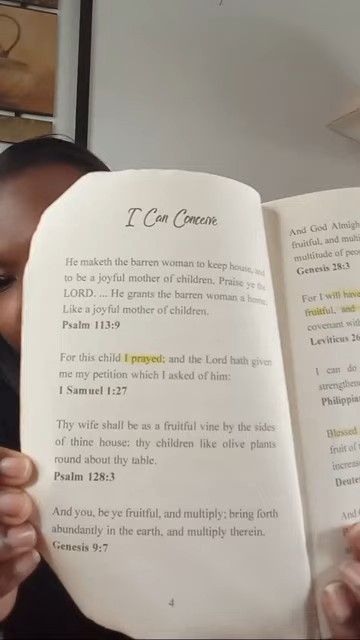 I Can Conceive
He maketh the barren woman to keep house, and
to be a joyful mother of children. Praise ye the
LORD. ... He grants the barren woman a home,
Like a joyful mother of children.
Psalm 113:9
For this child I prayed; and the Lord hath given
me my petition which I asked of him:
1 Samuel 1:27
Thy wife shall be as a fruitful vine by the sides
of thine house: thy children like olive plants
round about thy table.
Psalm 128:3
And you, be ye fruitful, and multiply; bring forth
abundantly in the earth, and multiply therein.
Genesis 9:7
4
And God Almigh
fruitful, and multi
multitude of peo
Genesis 28:3
For I will have
fruitful, and
covenant with
Leviticus 26
I can do
strengthen
Philippia
Blessed
fruit of
increas
Deute
And